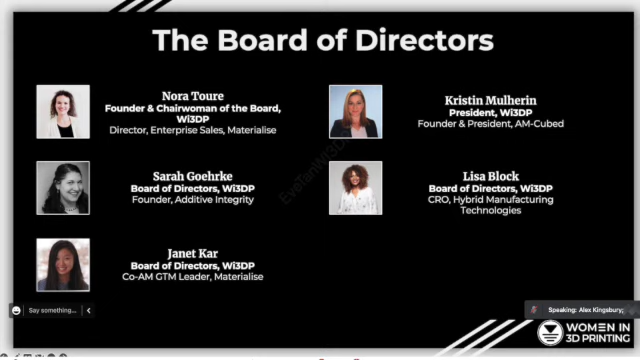 The Board of Directors
Nora Toure
Founder & Chairwoman of the Board,
Wi3DP
Director, Enterprise Sales, Materialise
Kristin Mulherin
President, Wi3DP
Founder & President, AM-Cubed
Sarah Goehrke
Board of Directors, Wi3DP
Founder, Additive Integrity
Lisa Block
Board of Directors, Wi3DP
CRO, Hybrid Manufacturing
Technologies
Janet Kar
Board of Directors, Wi3DP
Co-AM GTM Leader, Materialise
Say something...
Speaking: Alex Kingsbury;
WOMEN IN
3D PRINTING